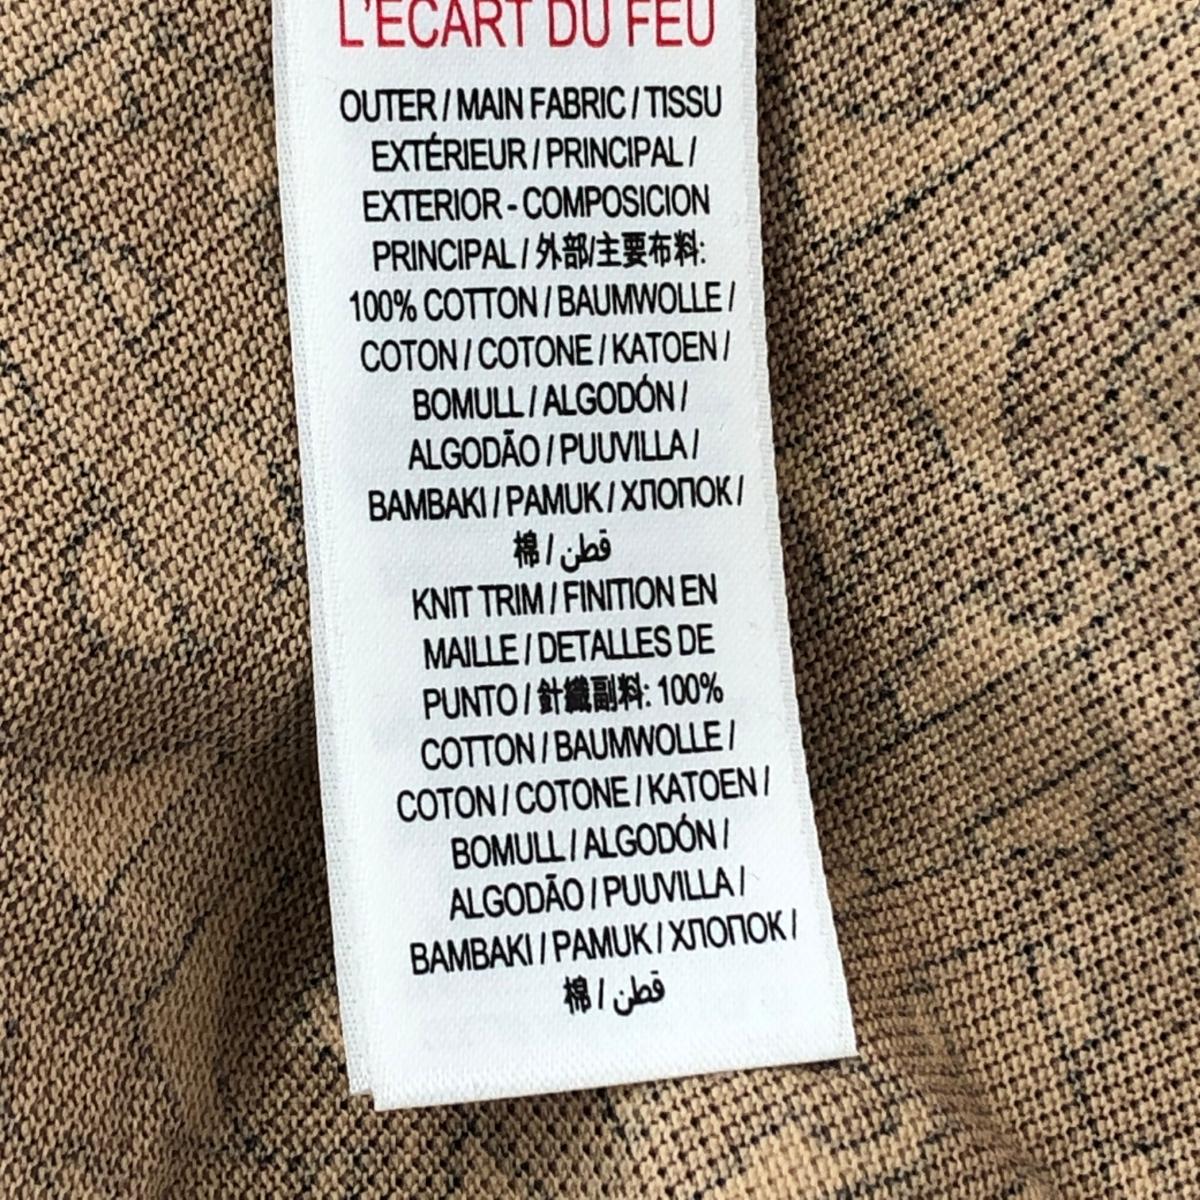 L'ECART DU FEU
OUTER / MAIN FABRIC / TISSU
EXTÉRIEUR / PRINCIPAL /
EXTERIOR - COMPOSICION
PRINCIPAL / 外部/主要布料:
100% COTTON / BAUMWOLLE /
COTON / COTONE / KATOEN /
BOMULL / ALGODÓN /
ALGODÃO / PUUVILLA /
BAMBAKI / PAMUK / ХЛОПОК /
棉 / قطن
KNIT TRIM / FINITION EN
MAILLE / DETALLES DE
PUNTO / 針織副料: 100%
COTTON / BAUMWOLLE /
COTON / COTONE / KATOEN /
BOMULL / ALGODÓN /
ALGODÃO / PUUVILLA /
BAMBAKI / PAMUK / ХЛОПОК /
棉 / قطن